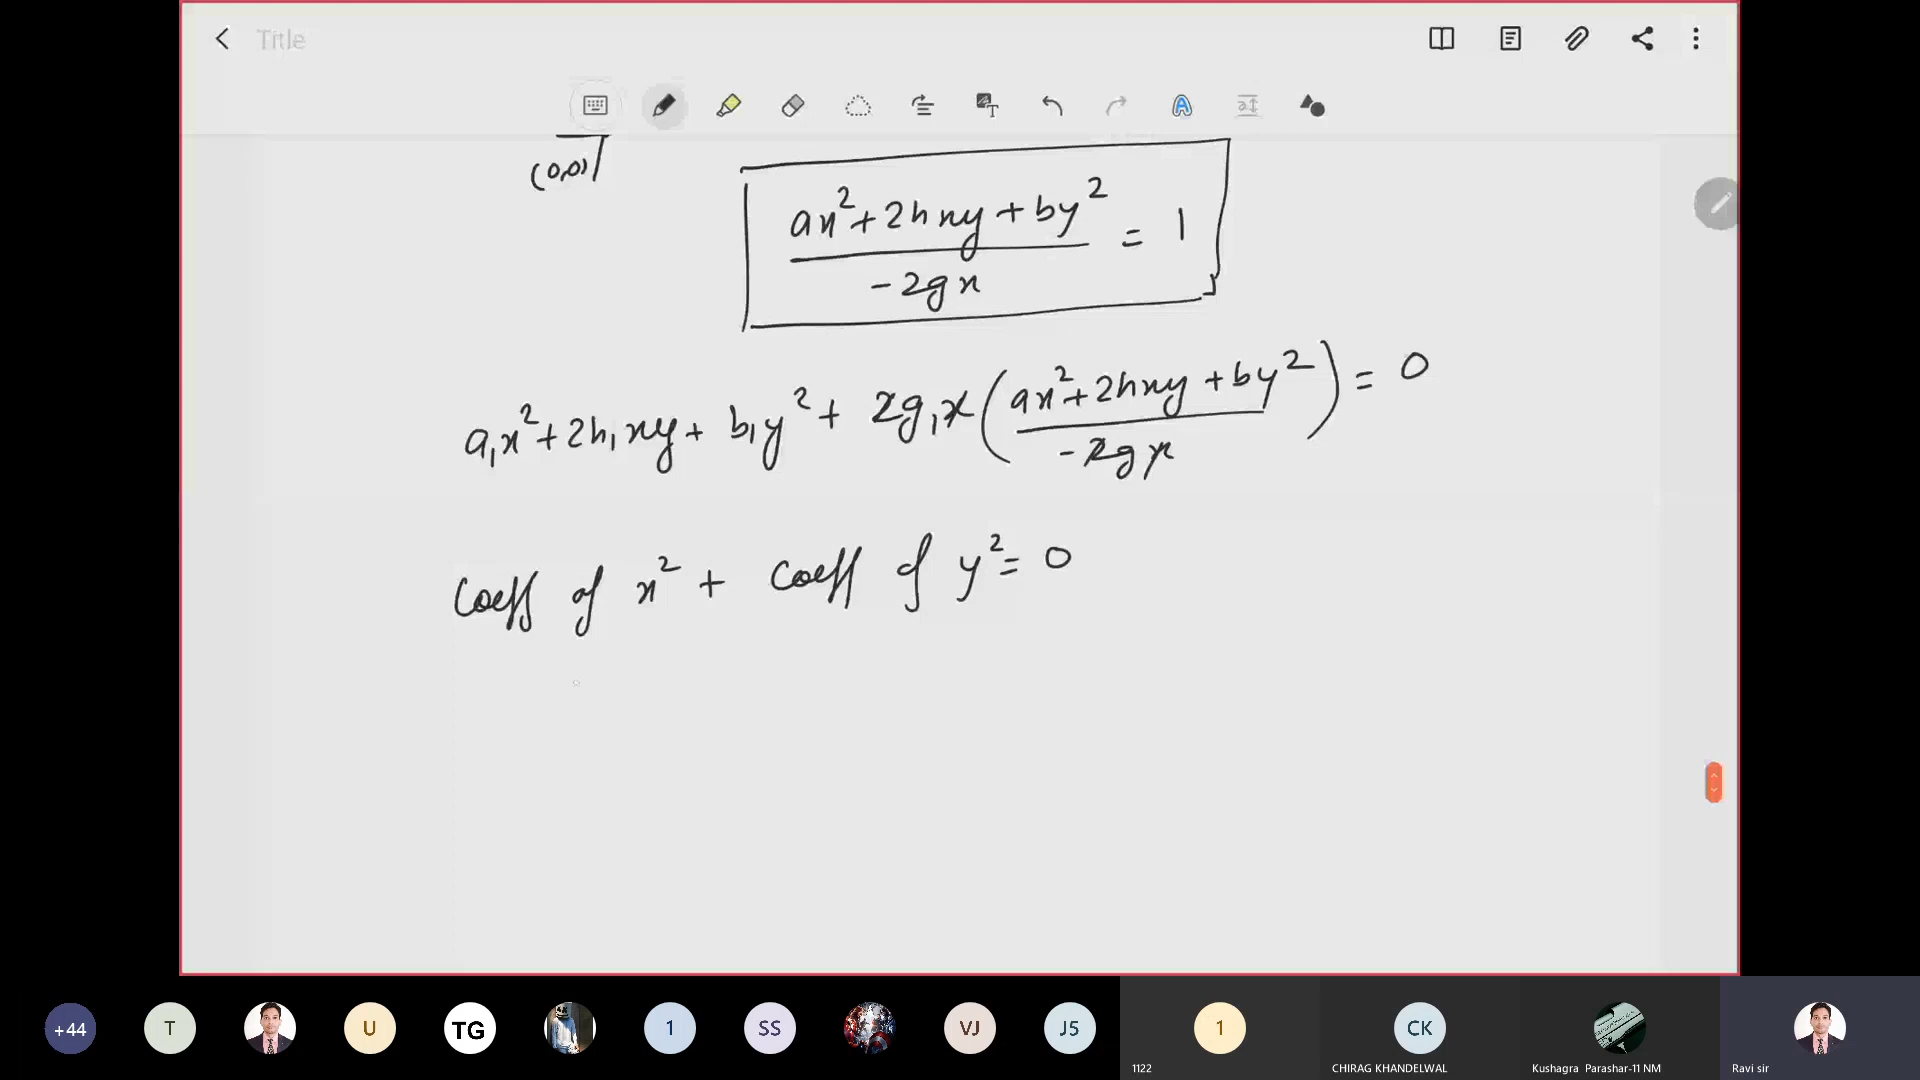 Title
(0,0)
ax²+2hxy+by² / -2gx = 1
a₁x²+2h₁xy+b₁y²+2g₁x(ax²+2hxy+by² / -2gx) = 0
Coeff of x² + Coeff of y² = 0
+44 T U TG 1 SS VJ J5 1 CK
1122 CHIRAG KHANDELWAL Kushagra Parashar-11 NM Ravi sir